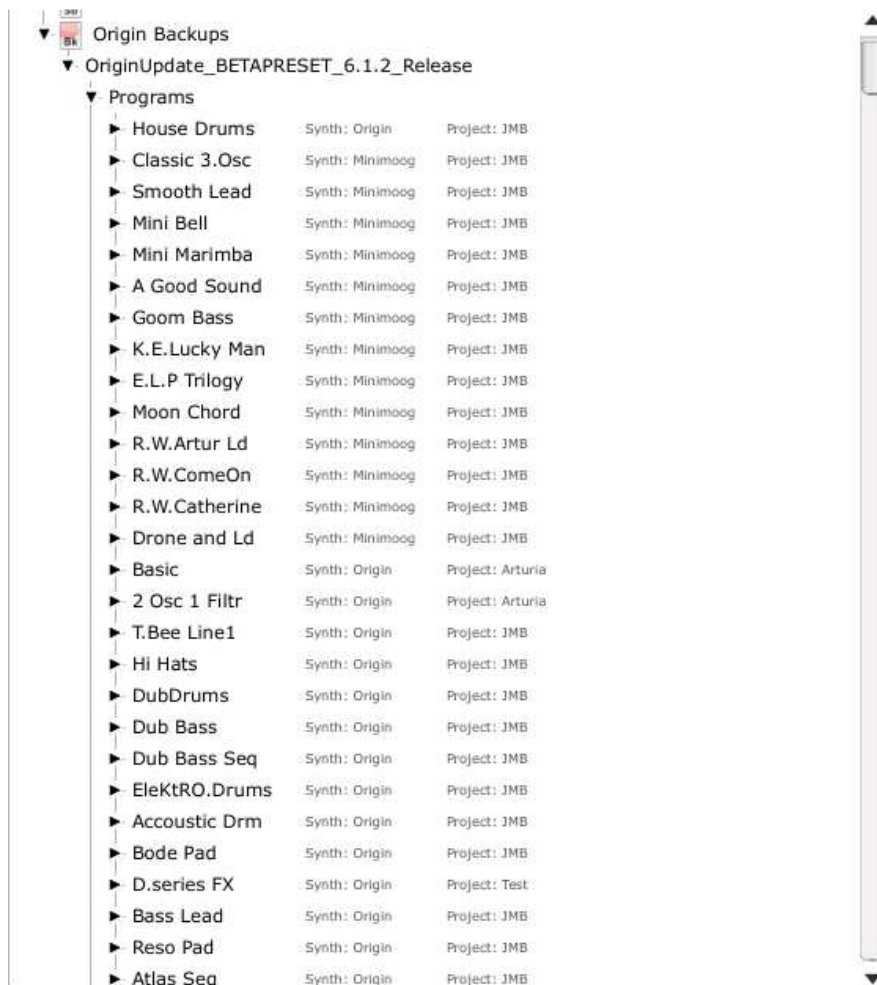 Bk Origin Backups
OriginUpdate_BETAPRESET_6.1.2_Release
Programs
House Drums Synth: Origin Project: JMB
Classic 3.Osc Synth: Minimoog Project: JMB
Smooth Lead Synth: Minimoog Project: JMB
Mini Bell Synth: Minimoog Project: JMB
Mini Marimba Synth: Minimoog Project: JMB
A Good Sound Synth: Minimoog Project: JMB
Goom Bass Synth: Minimoog Project: JMB
K.E.Lucky Man Synth: Minimoog Project: JMB
E.L.P Trilogy Synth: Minimoog Project: JMB
Moon Chord Synth: Minimoog Project: JMB
R.W.Artur Ld Synth: Minimoog Project: JMB
R.W.ComeOn Synth: Minimoog Project: JMB
R.W.Catherine Synth: Minimoog Project: JMB
Drone and Ld Synth: Minimoog Project: JMB
Basic Synth: Origin Project: Arturia
2 Osc 1 Filtr Synth: Origin Project: Arturia
T.Bee Line1 Synth: Origin Project: JMB
Hi Hats Synth: Origin Project: JMB
DubDrums Synth: Origin Project: JMB
Dub Bass Synth: Origin Project: JMB
Dub Bass Seq Synth: Origin Project: JMB
EleKtRO.Drums Synth: Origin Project: JMB
Accoustic Drm Synth: Origin Project: JMB
Bode Pad Synth: Origin Project: JMB
D.series FX Synth: Origin Project: Test
Bass Lead Synth: Origin Project: JMB
Reso Pad Synth: Origin Project: JMB
Atlas Seq Synth: Origin Project: JMB